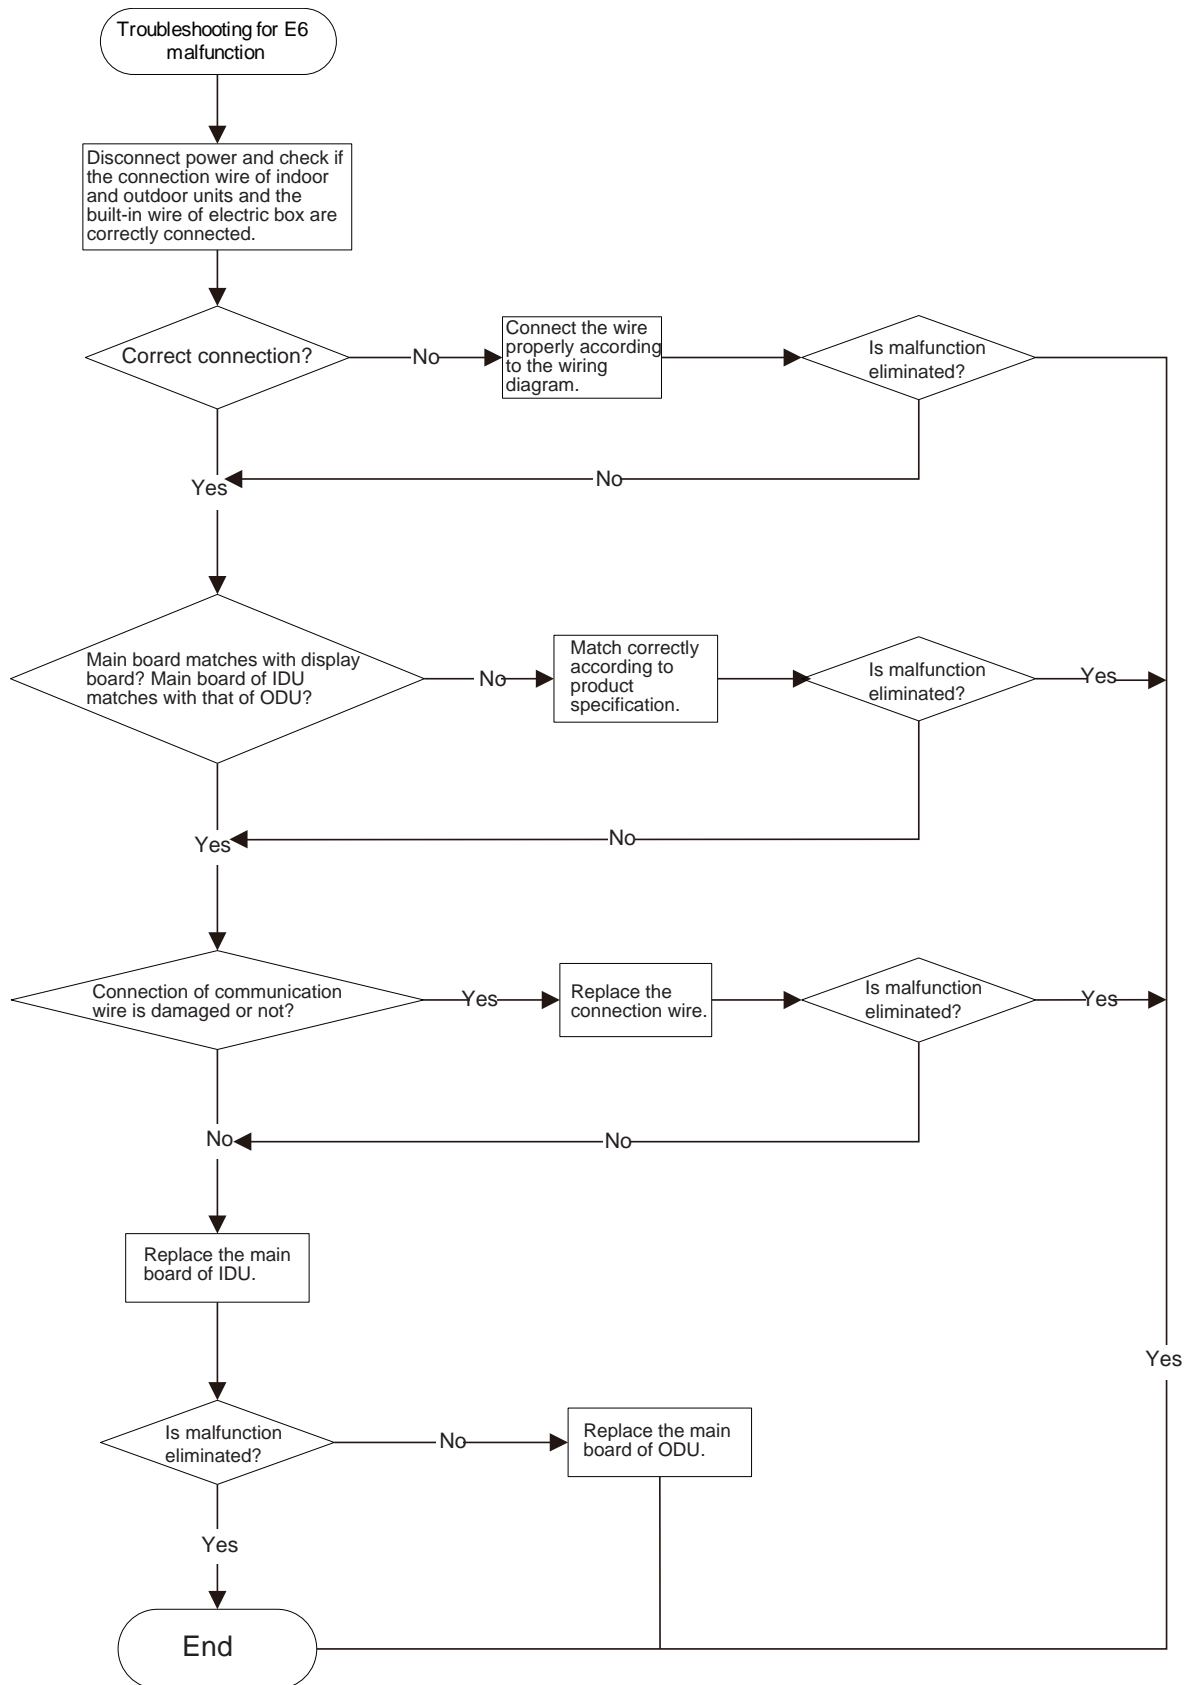 Troubleshooting for E6
malfunction
Disconnect power and check if
the connection wire of indoor
and outdoor units and the
built-in wire of electric box are
correctly connected.
Correct connection?
No
Connect the wire
properly according
to the wiring
diagram.
Is malfunction
eliminated?
No
Yes
Main board matches with display
board? Main board of IDU
matches with that of ODU?
No
Match correctly
according to
product
specification.
Is malfunction
eliminated?
Yes
No
Yes
Connection of communication
wire is damaged or not?
Yes
Replace the
connection wire.
Is malfunction
eliminated?
Yes
No
No
Replace the main
board of IDU.
Yes
Is malfunction
eliminated?
No
Replace the main
board of ODU.
Yes
End